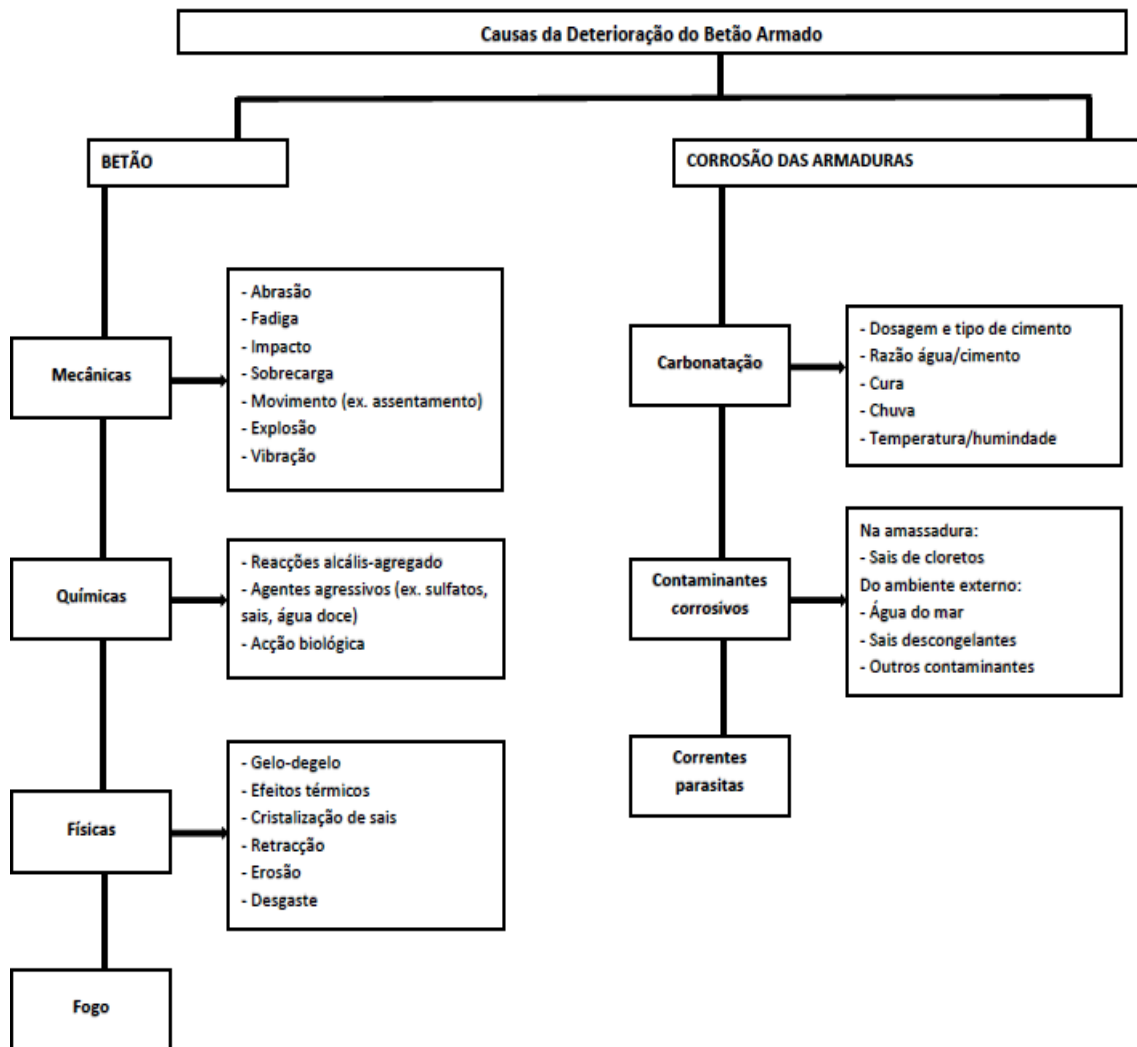 Causas da Deterioração do Betão Armado
BETÃO
Mecânicas
- Abrasão
- Fadiga
- Impacto
- Sobrecarga
- Movimento (ex. assentamento)
- Explosão
- Vibração
Químicas
- Reacções alcális-agregado
- Agentes agressivos (ex. sulfatos,
sais, água doce)
- Acção biológica
Físicas
- Gelo-degelo
- Efeitos térmicos
- Cristalização de sais
- Retracção
- Erosão
- Desgaste
Fogo
CORROSÃO DAS ARMADURAS
Carbonatação
- Dosagem e tipo de cimento
- Razão água/cimento
- Cura
- Chuva
- Temperatura/humindade
Contaminantes
corrosivos
Na amassadura:
- Sais de cloretos
Do ambiente externo:
- Água do mar
- Sais descongelantes
- Outros contaminantes
Correntes
parasitas